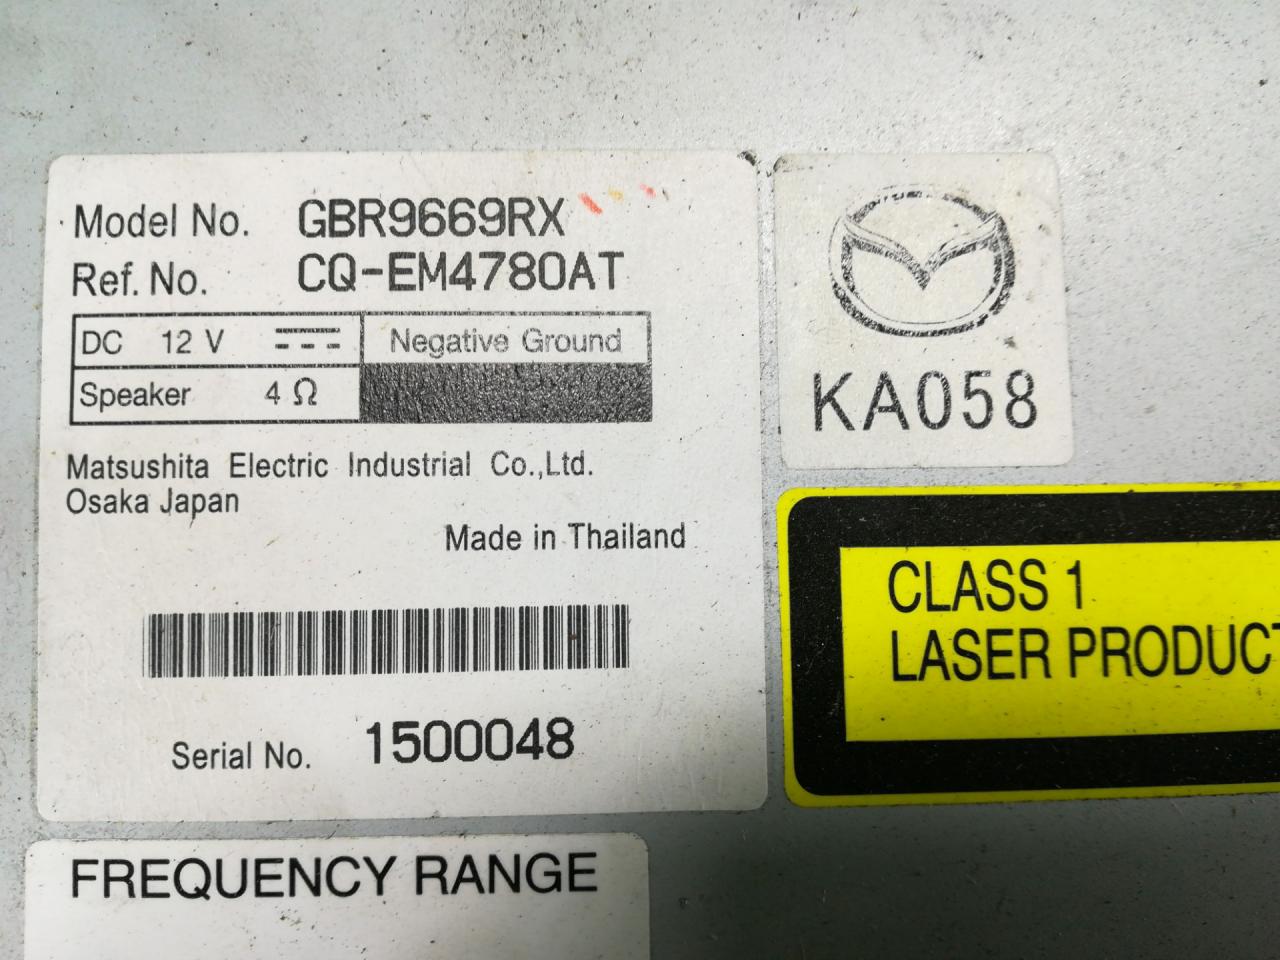 Model No. GBR9669RX
Ref. No. CQ-EM4780AT
DC 12 V Negative Ground
Speaker 4 Ω
Matsushita Electric Industrial Co.,Ltd.
Osaka Japan
Made in Thailand
Serial No. 1500048
KA058
CLASS 1
LASER PRODUCT
FREQUENCY RANGE